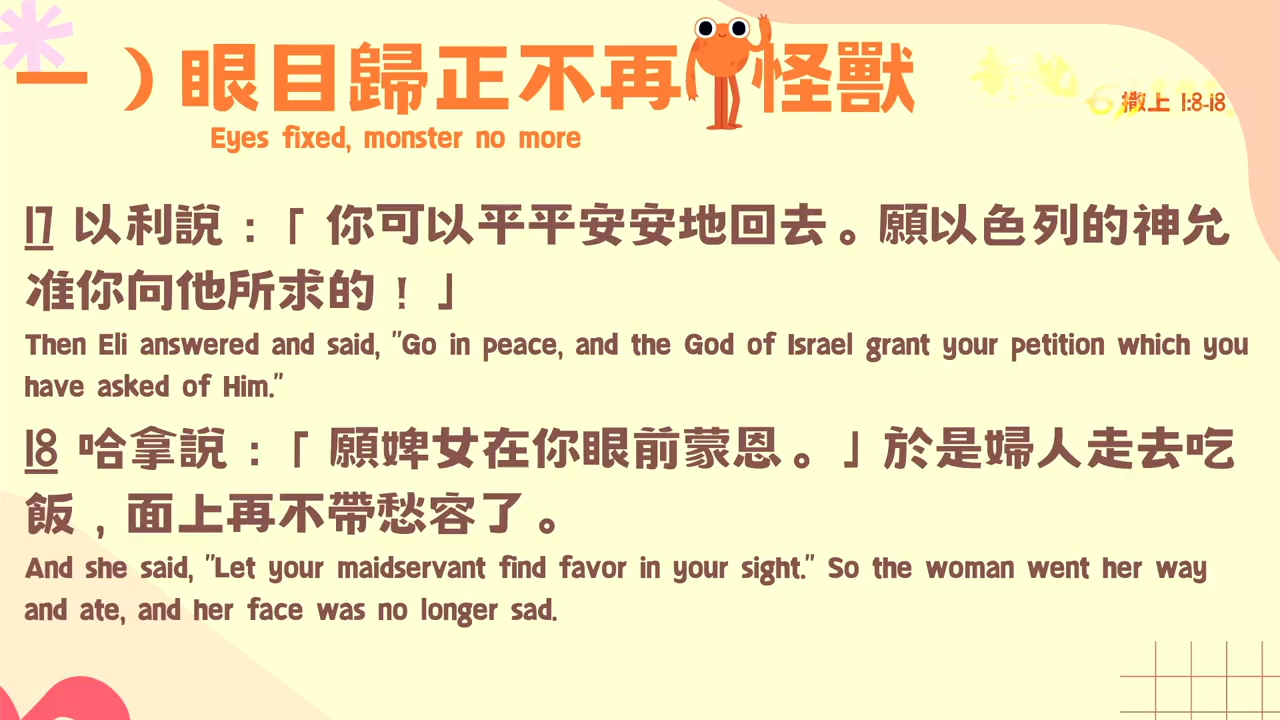 一）眼目歸正不再 怪獸
Eyes fixed, monster no more
撒上 1:8-18
17 以利說：「你可以平平安安地回去。願以色列的神允
准你向他所求的！」
Then Eli answered and said, "Go in peace, and the God of Israel grant your petition which you
have asked of Him."
18 哈拿說：「願婢女在你眼前蒙恩。」於是婦人走去吃
飯，面上再不帶愁容了。
And she said, "Let your maidservant find favor in your sight." So the woman went her way
and ate, and her face was no longer sad.